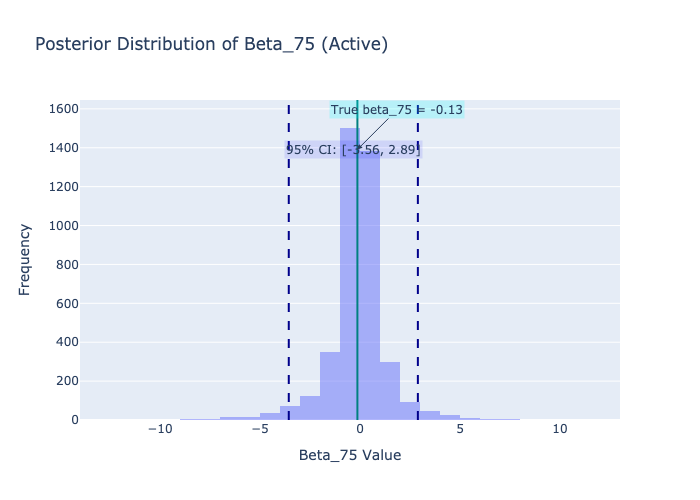 Posterior Distribution of Beta_75 (Active)
True beta_75 = -0.13
95% CI: [-3.56, 2.89]
1600
1400
1200
1000
800
600
400
200
0
Frequency
−10
−5
0
5
10
Beta_75 Value